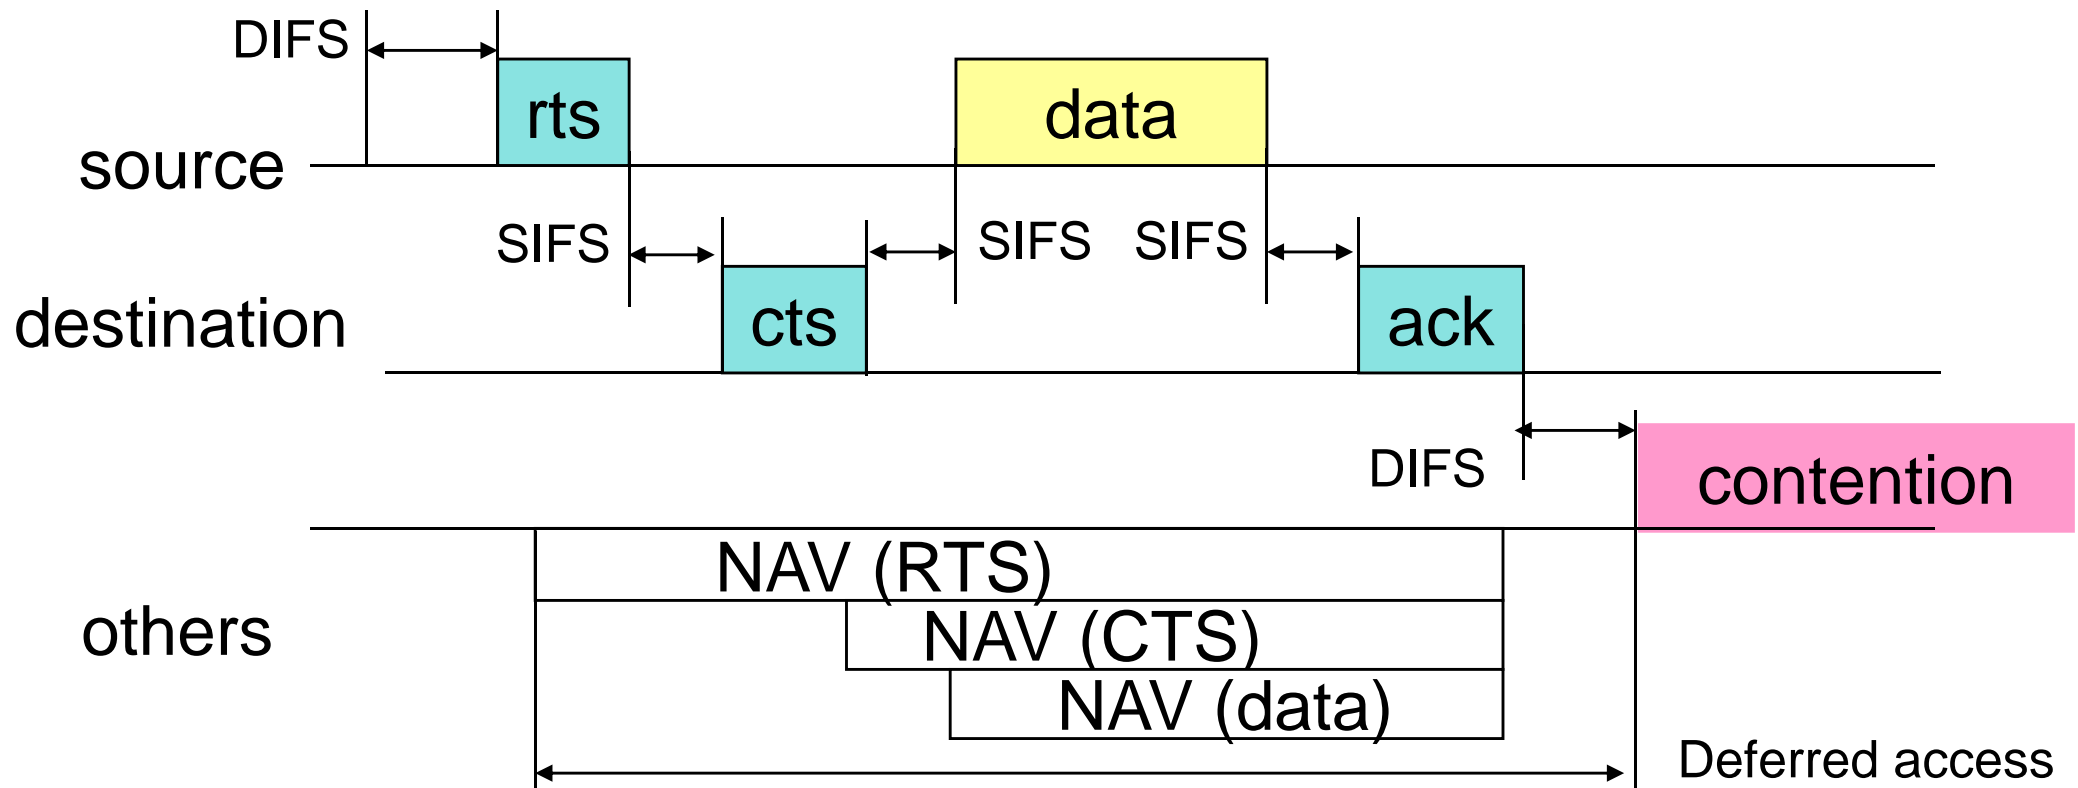 DIFS
rts
data
source
SIFS
SIFS
SIFS
cts
ack
destination
DIFS
contention
NAV (RTS)
NAV (CTS)
others
NAV (data)
Deferred access